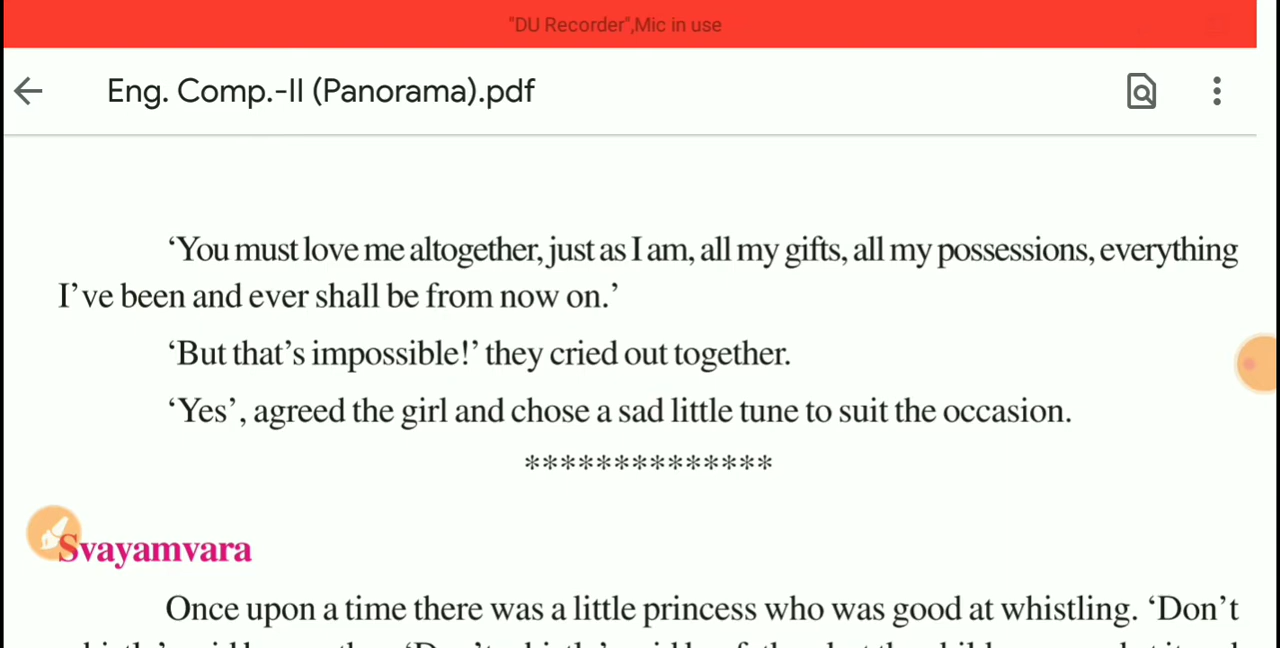 "DU Recorder",Mic in use
Eng. Comp.-II (Panorama).pdf
‘You must love me altogether, just as I am, all my gifts, all my possessions, everything
I’ve been and ever shall be from now on.’
‘But that’s impossible!’ they cried out together.
‘Yes’, agreed the girl and chose a sad little tune to suit the occasion.
**************
Svayamvara
Once upon a time there was a little princess who was good at whistling. ‘Don’t